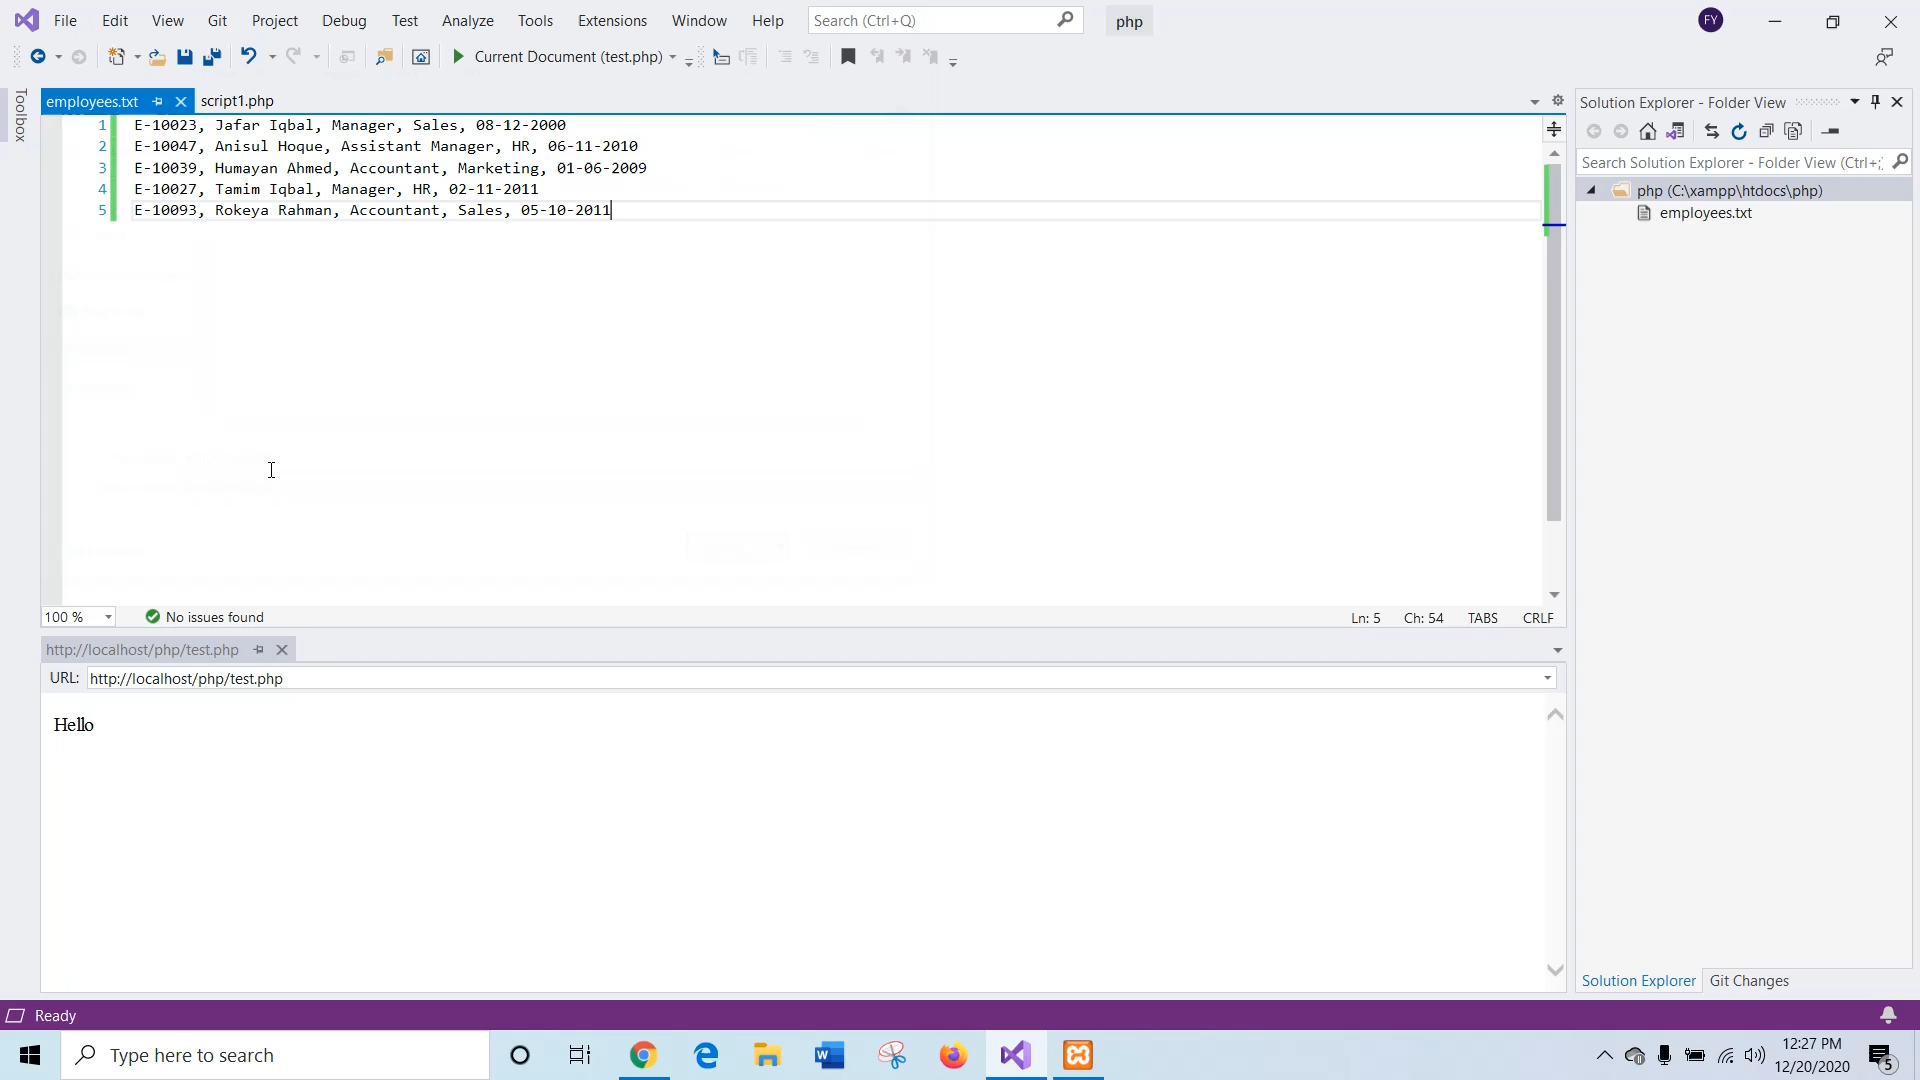 File Edit View Git Project Debug Test Analyze Tools Extensions Window Help Search (Ctrl+Q) php FY
Current Document (test.php)
Toolbox
employees.txt script1.php
1 E-10023, Jafar Iqbal, Manager, Sales, 08-12-2000
2 E-10047, Anisul Hoque, Assistant Manager, HR, 06-11-2010
3 E-10039, Humayan Ahmed, Accountant, Marketing, 01-06-2009
4 E-10027, Tamim Iqbal, Manager, HR, 02-11-2011
5 E-10093, Rokeya Rahman, Accountant, Sales, 05-10-2011
100 % No issues found Ln: 5 Ch: 54 TABS CRLF
http://localhost/php/test.php
URL: http://localhost/php/test.php
Hello
Solution Explorer - Folder View
Search Solution Explorer - Folder View (Ctrl+;
php (C:\xampp\htdocs\php)
employees.txt
Solution Explorer Git Changes
Ready
Type here to search
12:27 PM
12/20/2020
5